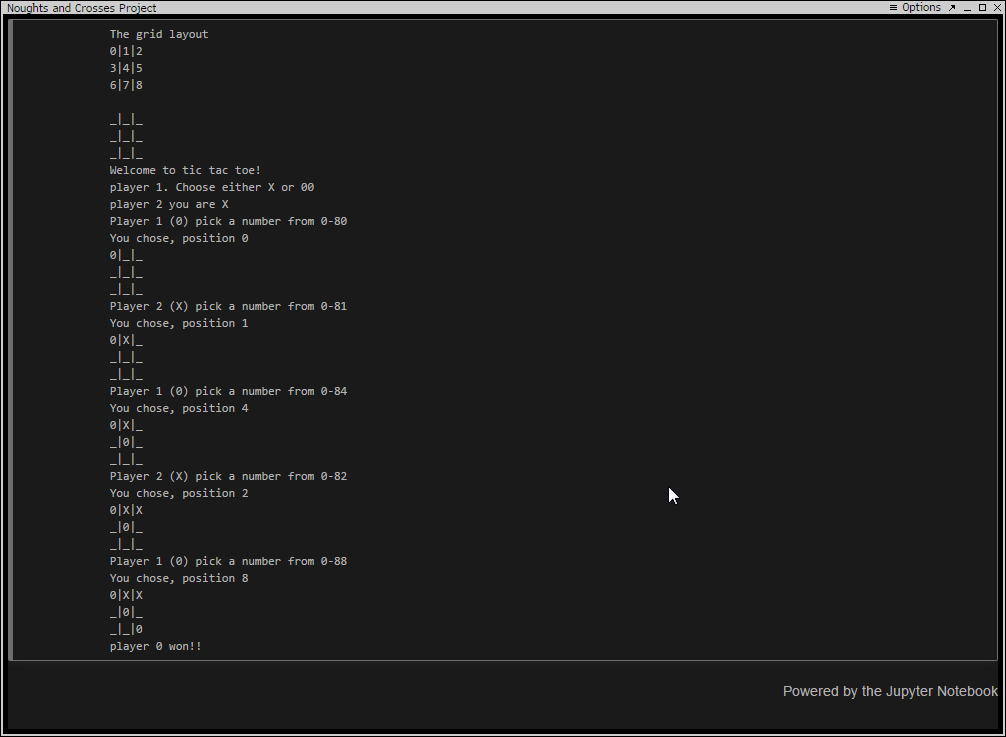 Noughts and Crosses Project
≡ Options
The grid layout
0|1|2
3|4|5
6|7|8
_|_|_
_|_|_
_|_|_
Welcome to tic tac toe!
player 1. Choose either X or 00
player 2 you are X
Player 1 (0) pick a number from 0-80
You chose, position 0
0|_|_
_|_|_
_|_|_
Player 2 (X) pick a number from 0-81
You chose, position 1
0|X|_
_|_|_
_|_|_
Player 1 (0) pick a number from 0-84
You chose, position 4
0|X|_
_|0|_
_|_|_
Player 2 (X) pick a number from 0-82
You chose, position 2
0|X|X
_|0|_
_|_|_
Player 1 (0) pick a number from 0-88
You chose, position 8
0|X|X
_|0|_
_|_|0
player 0 won!!
Powered by the Jupyter Notebook